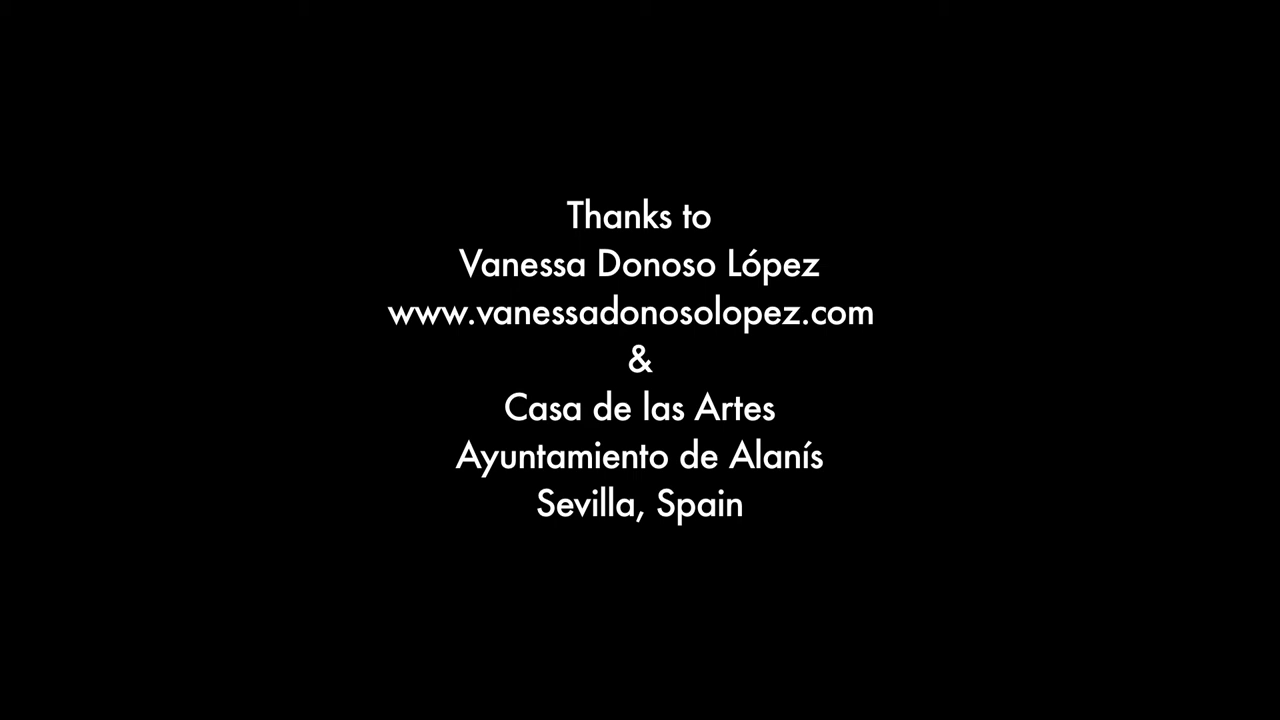 Thanks to
Vanessa Donoso López
www.vanessadonosolopez.com
&
Casa de las Artes
Ayuntamiento de Alanís
Sevilla, Spain